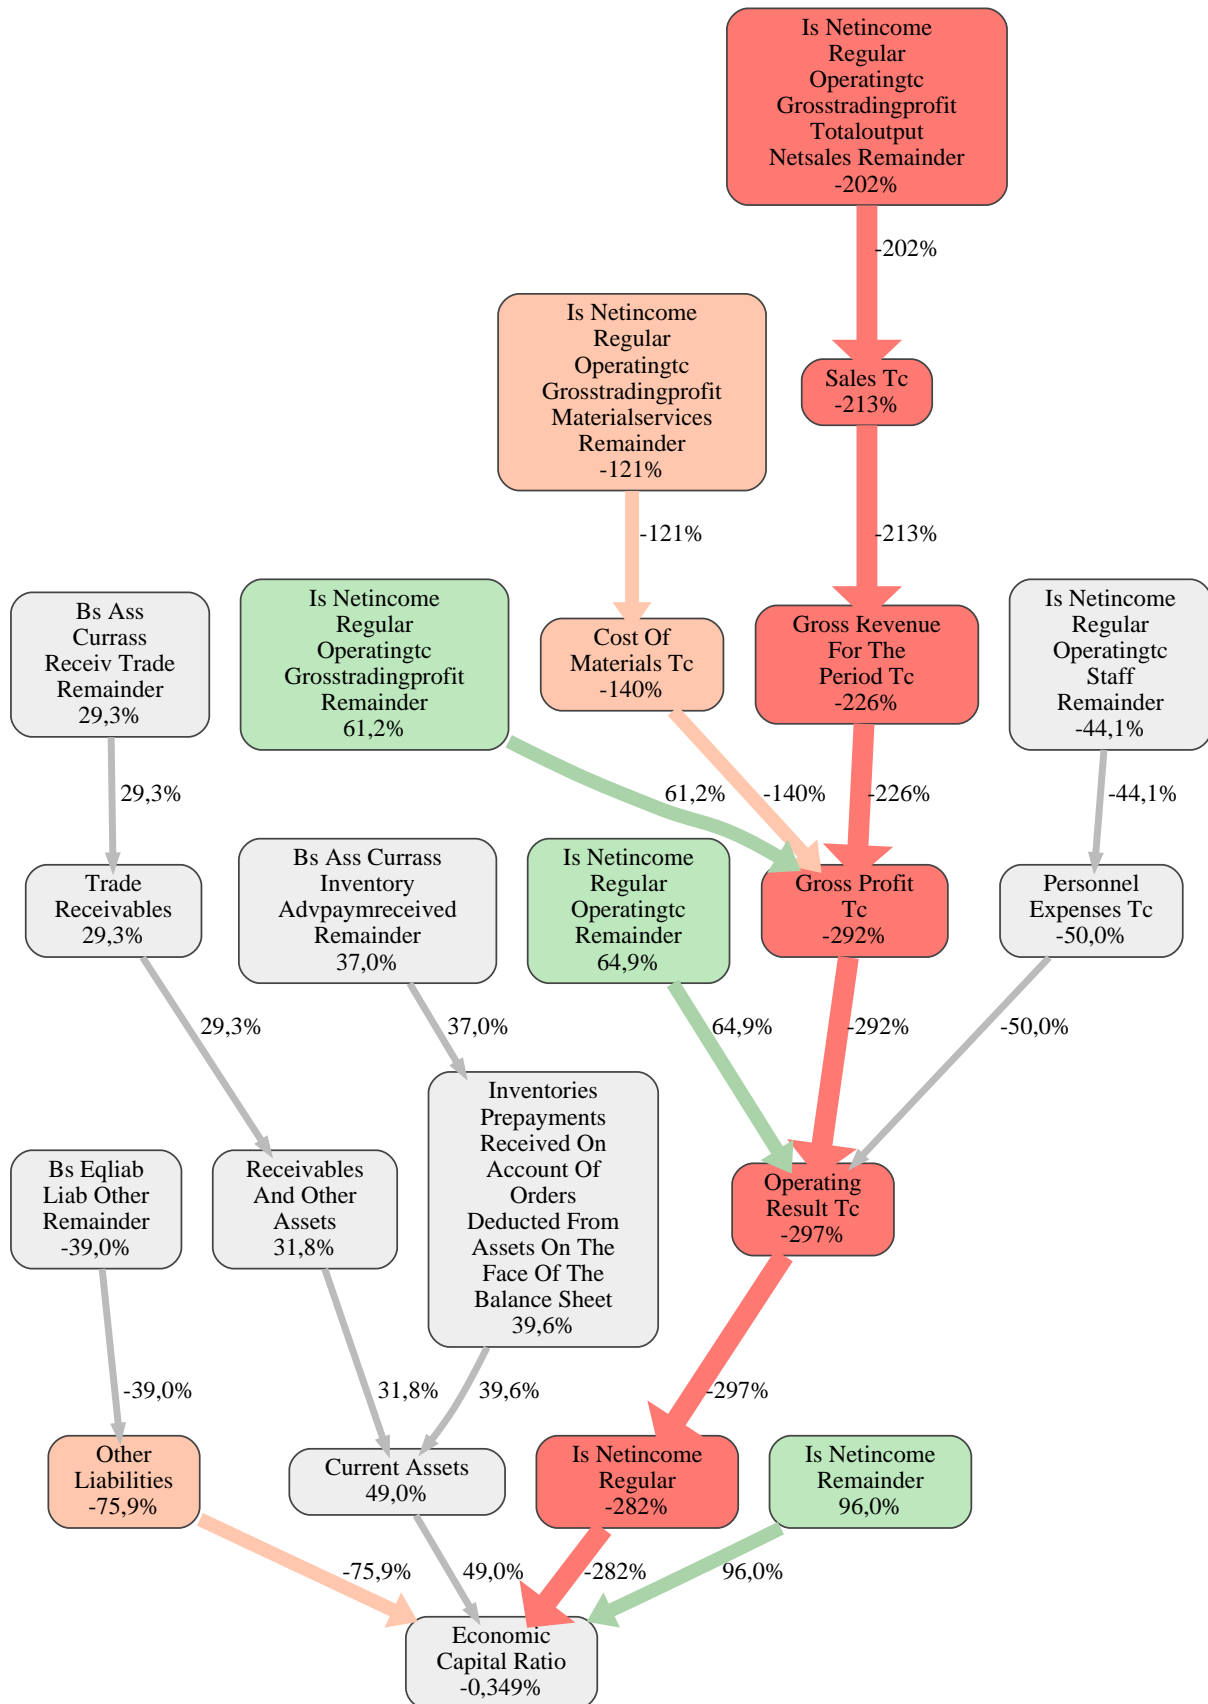 Is Netincome
Regular
Operatingtc
Grosstradingprofit
Totaloutput
Netsales Remainder
-202%
-202%
Is Netincome
Regular
Operatingtc
Grosstradingprofit
Materialservices
Remainder
-121%
Sales Tc
-213%
-121%
-213%
Bs Ass
Currass
Receiv Trade
Remainder
29,3%
Is Netincome
Regular
Operatingtc
Grosstradingprofit
Remainder
61,2%
Cost Of
Materials Tc
-140%
Gross Revenue
For The
Period Tc
-226%
Is Netincome
Regular
Operatingtc
Staff
Remainder
-44,1%
29,3%
61,2%
-140%
-226%
-44,1%
Trade
Receivables
29,3%
Bs Ass Currass
Inventory
Advpaymreceived
Remainder
37,0%
Is Netincome
Regular
Operatingtc
Remainder
64,9%
Gross Profit
Tc
-292%
Personnel
Expenses Tc
-50,0%
29,3%
37,0%
64,9%
-292%
-50,0%
Bs Eqliab
Liab Other
Remainder
-39,0%
Receivables
And Other
Assets
31,8%
Inventories
Prepayments
Received On
Account Of
Orders
Deducted From
Assets On The
Face Of The
Balance Sheet
39,6%
Operating
Result Tc
-297%
-39,0%
31,8%
39,6%
-297%
Other
Liabilities
-75,9%
Current Assets
49,0%
Is Netincome
Regular
-282%
Is Netincome
Remainder
96,0%
-75,9%
49,0%
-282%
96,0%
Economic
Capital Ratio
-0,349%